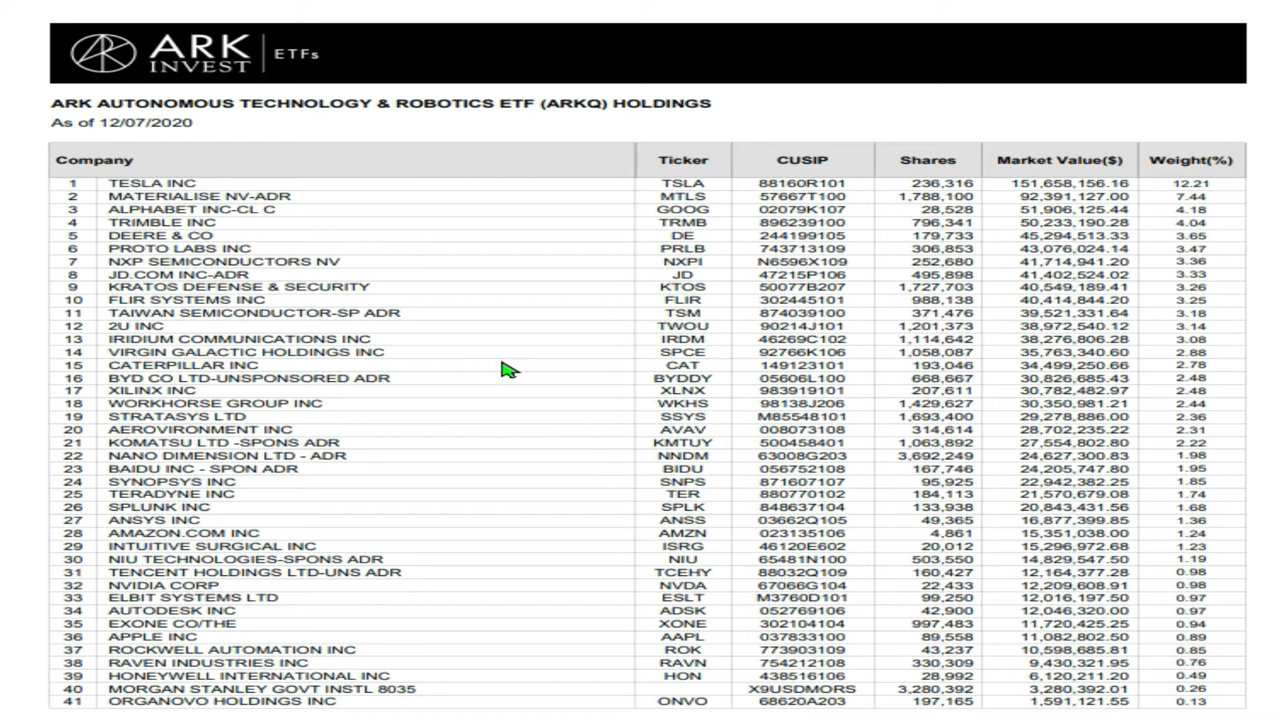 ARK INVEST ETFs
ARK AUTONOMOUS TECHNOLOGY & ROBOTICS ETF (ARKQ) HOLDINGS
As of 12/07/2020
Company Ticker CUSIP Shares Market Value($) Weight(%)
1 TESLA INC TSLA 88160R101 236,316 151,658,156.16 12.21
2 MATERIALISE NV-ADR MTLS 57667T100 1,788,100 92,391,127.00 7.44
3 ALPHABET INC-CL C GOOG 02079K107 28,528 51,906,125.44 4.18
4 TRIMBLE INC TRMB 896239100 796,341 50,233,190.28 4.04
5 DEERE & CO DE 244199105 179,733 45,294,513.33 3.65
6 PROTO LABS INC PRLB 743713109 306,853 43,076,024.14 3.47
7 NXP SEMICONDUCTORS NV NXPI N6596X109 252,680 41,714,941.20 3.36
8 JD.COM INC-ADR JD 47215P106 495,898 41,402,524.02 3.33
9 KRATOS DEFENSE & SECURITY KTOS 50077B207 1,727,703 40,549,189.41 3.26
10 FLIR SYSTEMS INC FLIR 302445101 988,138 40,414,844.20 3.25
11 TAIWAN SEMICONDUCTOR-SP ADR TSM 874039100 371,476 39,521,331.64 3.18
12 2U INC TWOU 90214J101 1,201,373 38,972,540.12 3.14
13 IRIDIUM COMMUNICATIONS INC IRDM 46269C102 1,114,642 38,276,806.28 3.08
14 VIRGIN GALACTIC HOLDINGS INC SPCE 92766K106 1,058,087 35,763,340.60 2.88
15 CATERPILLAR INC CAT 149123101 193,046 34,499,250.66 2.78
16 BYD CO LTD-UNSPONSORED ADR BYDDY 05606L100 668,667 30,826,685.43 2.48
17 XILINX INC XLNX 983919101 207,611 30,782,482.97 2.48
18 WORKHORSE GROUP INC WKHS 98138J206 1,429,627 30,350,981.21 2.44
19 STRATASYS LTD SSYS M85548101 1,693,400 29,278,886.00 2.36
20 AEROVIRONMENT INC AVAV 008073108 314,614 28,702,235.22 2.31
21 KOMATSU LTD -SPONS ADR KMTUY 500458401 1,063,892 27,554,802.80 2.22
22 NANO DIMENSION LTD - ADR NNDM 63008G203 3,692,249 24,627,300.83 1.98
23 BAIDU INC - SPON ADR BIDU 056752108 167,746 24,205,747.80 1.95
24 SYNOPSYS INC SNPS 871607107 95,925 22,942,382.25 1.85
25 TERADYNE INC TER 880770102 184,113 21,570,679.08 1.74
26 SPLUNK INC SPLK 848637104 133,938 20,843,431.56 1.68
27 ANSYS INC ANSS 03662Q105 49,365 16,877,399.85 1.36
28 AMAZON.COM INC AMZN 023135106 4,861 15,351,038.00 1.24
29 INTUITIVE SURGICAL INC ISRG 46120E602 20,012 15,296,972.68 1.23
30 NIU TECHNOLOGIES-SPONS ADR NIU 65481N100 503,550 14,829,547.50 1.19
31 TENCENT HOLDINGS LTD-UNS ADR TCEHY 88032Q109 160,427 12,164,377.28 0.98
32 NVIDIA CORP NVDA 67066G104 22,433 12,209,608.91 0.98
33 ELBIT SYSTEMS LTD ESLT M3760D101 99,250 12,016,197.50 0.97
34 AUTODESK INC ADSK 052769106 42,900 12,046,320.00 0.97
35 EXONE CO/THE XONE 302104104 997,483 11,720,425.25 0.94
36 APPLE INC AAPL 037833100 89,558 11,082,802.50 0.89
37 ROCKWELL AUTOMATION INC ROK 773903109 43,237 10,598,685.81 0.85
38 RAVEN INDUSTRIES INC RAVN 754212108 330,309 9,430,321.95 0.76
39 HONEYWELL INTERNATIONAL INC HON 438516106 28,992 6,120,211.20 0.49
40 MORGAN STANLEY GOVT INSTL 8035 X9USDMORS 3,280,392 3,280,392.01 0.26
41 ORGANOVO HOLDINGS INC ONVO 68620A203 197,165 1,591,121.55 0.13